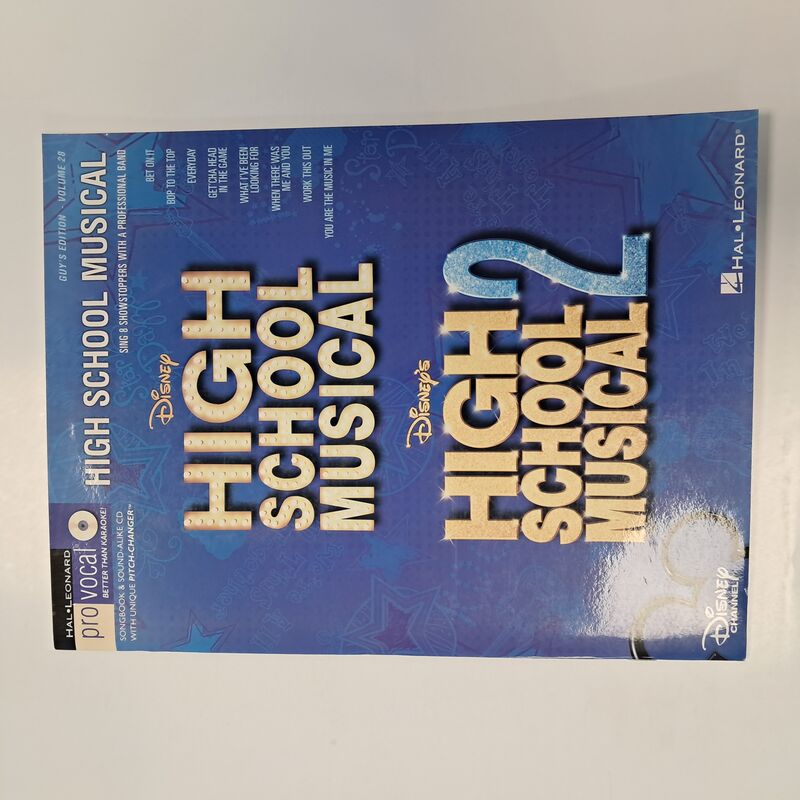 HAL•LEONARD
pro vocal®
BETTER THAN KARAOKE!
SONGBOOK & SOUND-ALIKE CD
WITH UNIQUE PITCH-CHANGER™
GUY'S EDITION - VOLUME 28
HIGH SCHOOL MUSICAL
SING 8 SHOWSTOPPERS WITH A PROFESSIONAL BAND
BET ON IT
BOP TO THE TOP
EVERYDAY
GET'CHA HEAD
IN THE GAME
WHAT I'VE BEEN
LOOKING FOR
WHEN THERE WAS
ME AND YOU
WORK THIS OUT
YOU ARE THE MUSIC IN ME
DISNEY
HIGH
SCHOOL
MUSICAL
DISNEY'S
HIGH
SCHOOL
MUSICAL 2
DISNEY
CHANNEL
HAL•LEONARD®